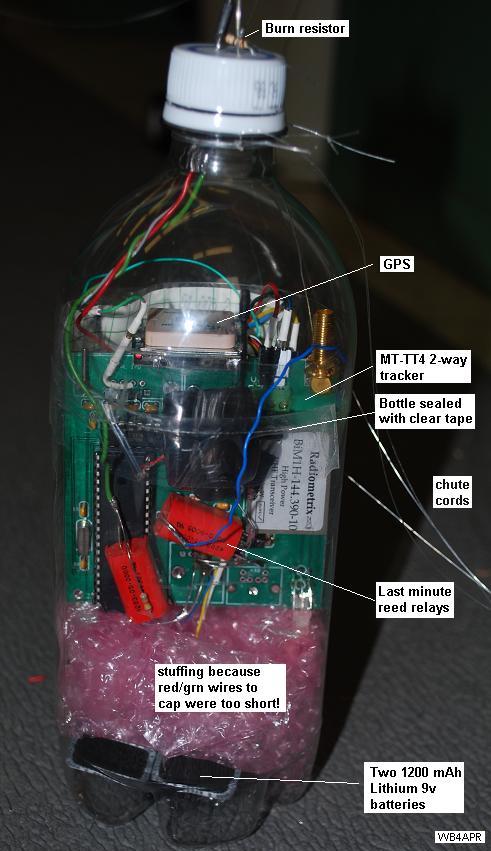 Burn resistor
GPS
MT-TT4 2-way
tracker
Bottle sealed
with clear tape
chute
cords
Last minute
reed relays
Two 1200 mAh
Lithium 9v
batteries
WB4APR
Radiometrix
BiM1H-144.390-10
High Power
VHF Transceiver
stuffing because
red/grn wires to
cap were too short!